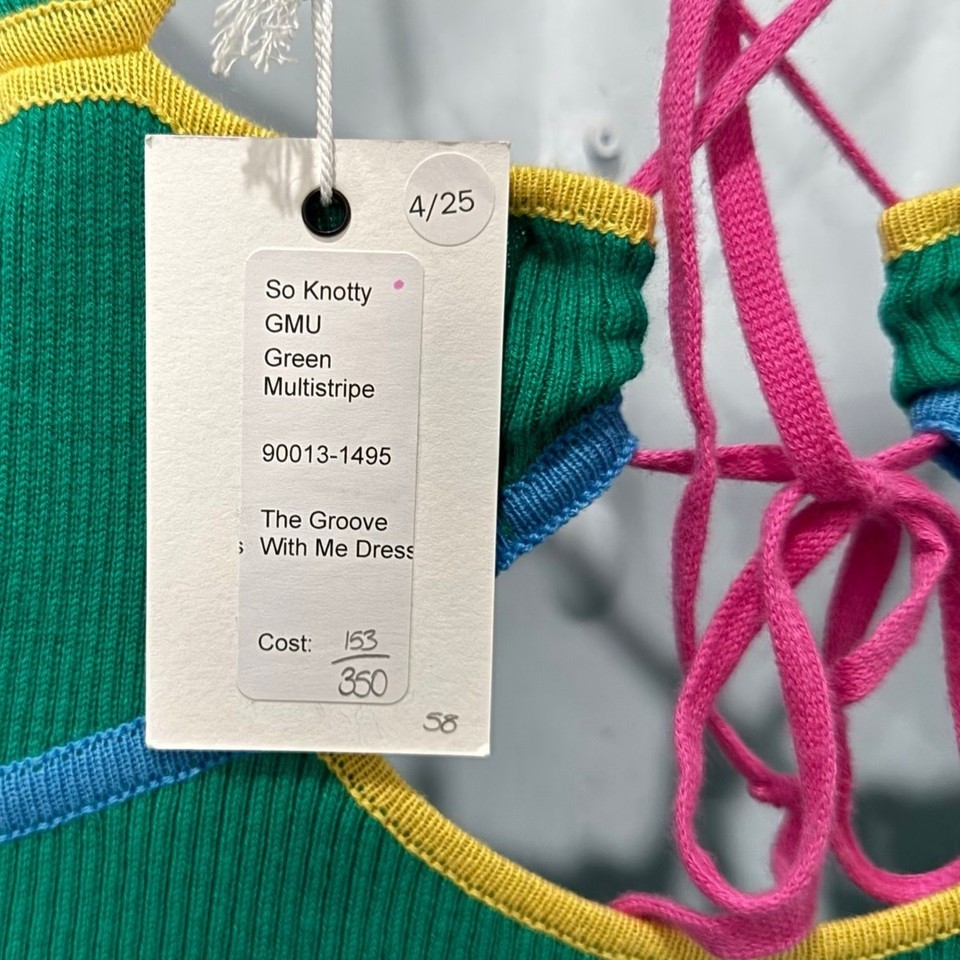 4/25
So Knotty
GMU
Green
Multistripe
90013-1495
The Groove
s With Me Dress
Cost: 153
350
58